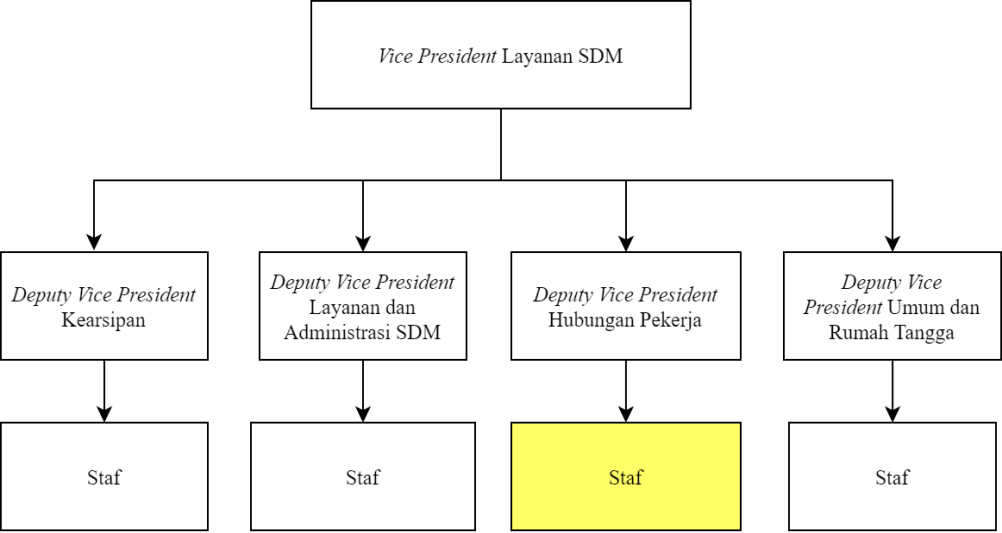 Vice President Layanan SDM
Deputy Vice President
Kearsipan
Deputy Vice President
Layanan dan
Administrasi SDM
Deputy Vice President
Hubungan Pekerja
Deputy Vice
President Umum dan
Rumah Tangga
Staf
Staf
Staf
Staf